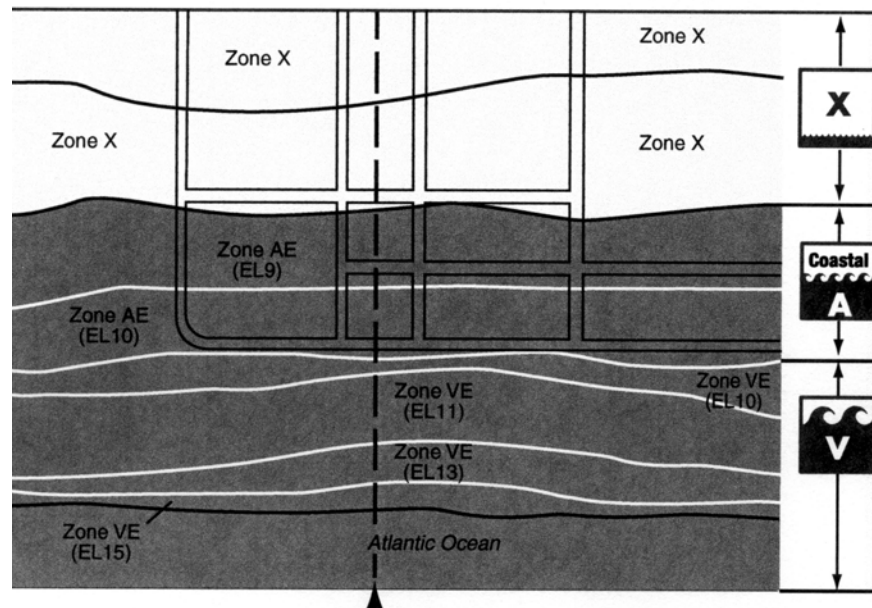 Zone X
Zone X
Zone X
Zone X
X
Zone AE
(EL9)
Coastal
A
Zone AE
(EL10)
Zone VE
(EL10)
Zone VE
(EL11)
V
Zone VE
(EL13)
Zone VE
(EL15)
Atlantic Ocean